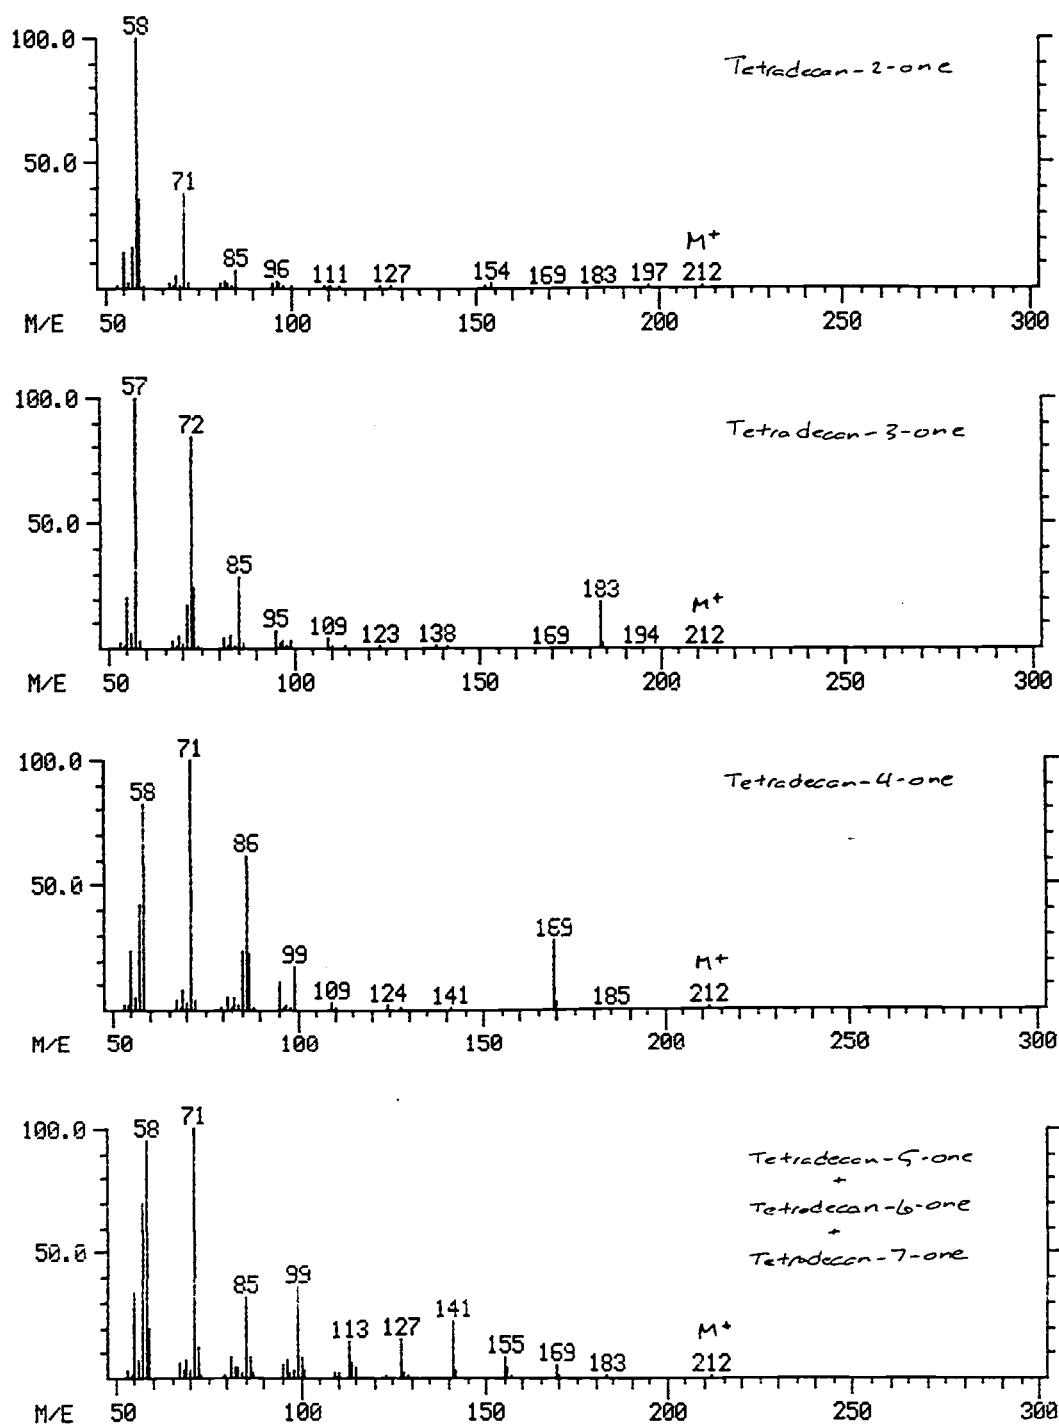 58
100.0
Tetradecan-2-one
50.0
71
M+
85 96 111 127 154 169 183 197 212
M/E 50 100 150 200 250 300
57
100.0
72
Tetradecan-3-one
50.0
85
183
M+
95 109 123 138 169 194 212
M/E 50 100 150 200 250 300
71
100.0
Tetradecan-4-one
58
86
50.0
169
99
M+
109 124 141 185 212
M/E 50 100 150 200 250 300
71
100.0 58
Tetradecan-5-one
+
Tetradecan-6-one
+
50.0
Tetradecan-7-one
85 99
141
113 127
M+
155 169 183 212
M/E 50 100 150 200 250 300